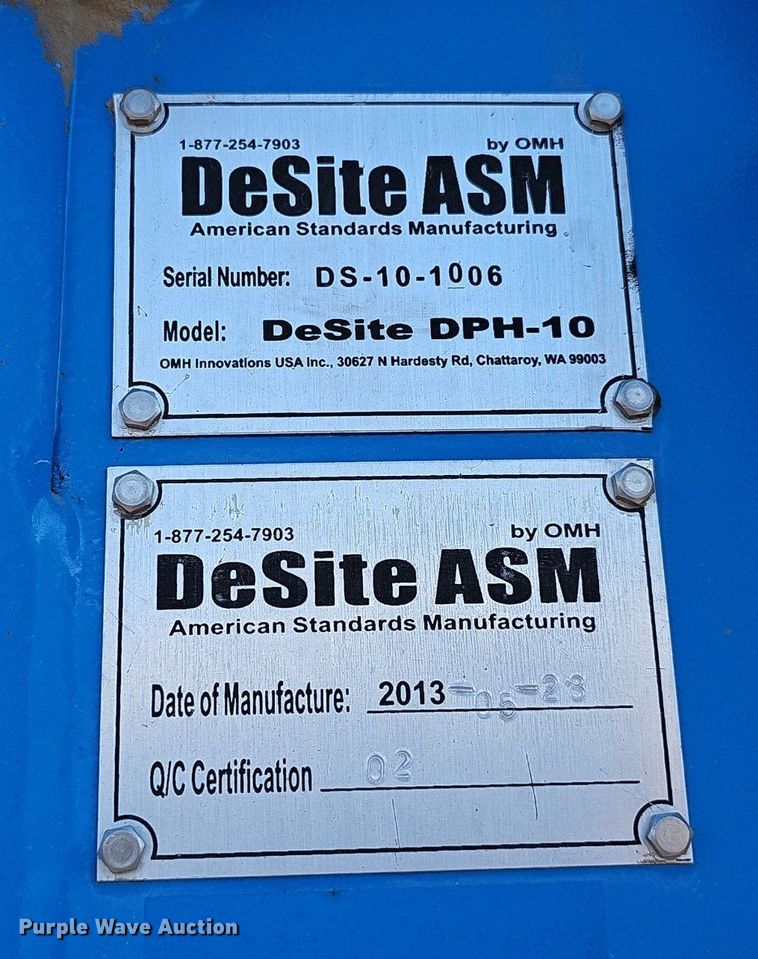 1-877-254-7903 by OMH
DeSite ASM
American Standards Manufacturing
Serial Number: DS-10-1006
Model: DeSite DPH-10
OMH Innovations USA Inc., 30627 N Hardesty Rd, Chattaroy, WA 99003
1-877-254-7903 by OMH
DeSite ASM
American Standards Manufacturing
Date of Manufacture: 2013-05-23
Q/C Certification 02
Purple Wave Auction